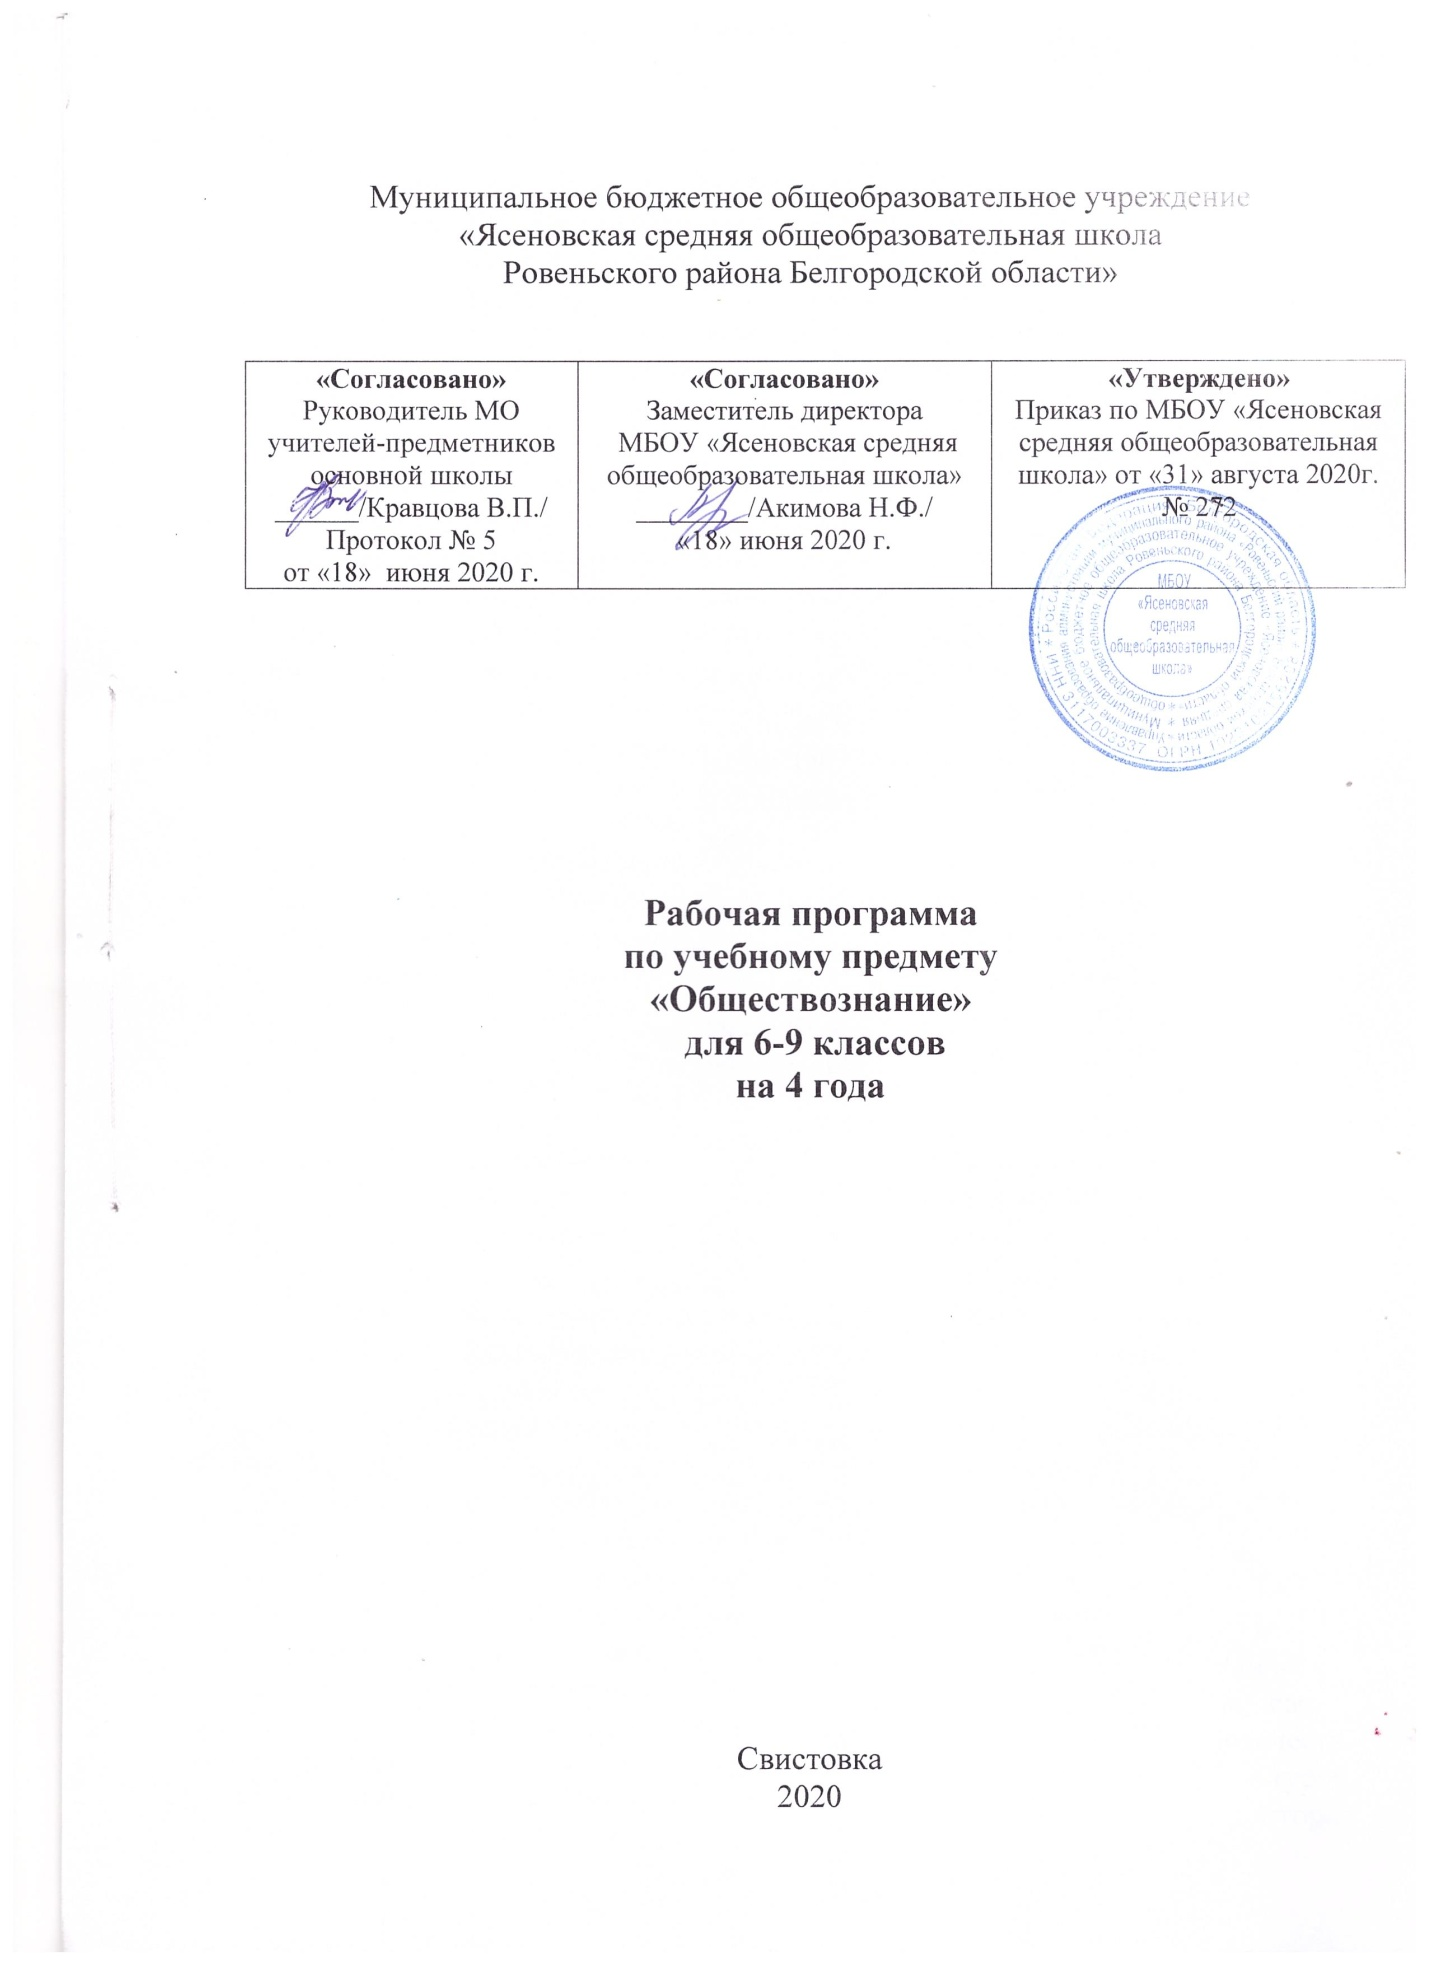 Муниципальное бюджетное общеобразовательное учреждение
«Ясеновская средняя общеобразовательная школа
Ровеньского района Белгородской области»
«Согласовано»
Руководитель МО
учителей-предметников
основной школы
______/Кравцова В.П./
Протокол № 5
от «18» июня 2020 г.
«Согласовано»
Заместитель директора
МБОУ «Ясеновская средняя
общеобразовательная школа»
________/Акимова Н.Ф./
«18» июня 2020 г.
«Утверждено»
Приказ по МБОУ «Ясеновская
средняя общеобразовательная
школа» от «31» августа 2020г.
№ 272
МБОУ
«Ясеновская
средняя
общеобразовательная
школа»
Рабочая программа
по учебному предмету
«Обществознание»
для 6-9 классов
на 4 года
Свистовка
2020